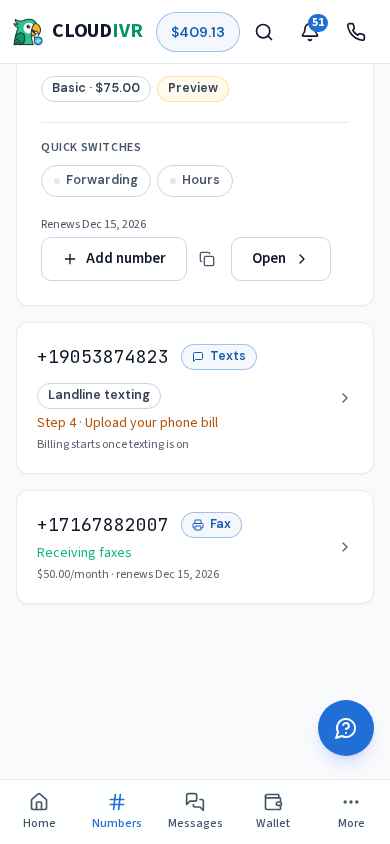 CLOUDIVR $409.13 51
Basic · $75.00 Preview
QUICK SWITCHES
Forwarding Hours
Renews Dec 15, 2026
Add number Open
+19053874823 Texts
Landline texting
Step 4 · Upload your phone bill
Billing starts once texting is on
+17167882007 Fax
Receiving faxes
$50.00/month · renews Dec 15, 2026
Home Numbers Messages Wallet More